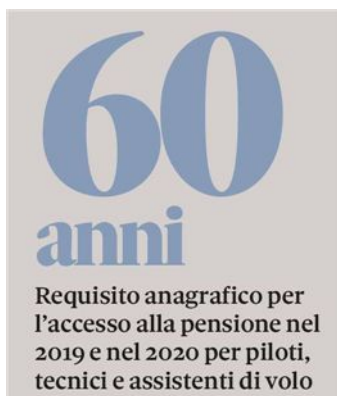 60
anni
Requisito anagrafico per
l'accesso alla pensione nel
2019 e nel 2020 per piloti,
tecnici e assistenti di volo